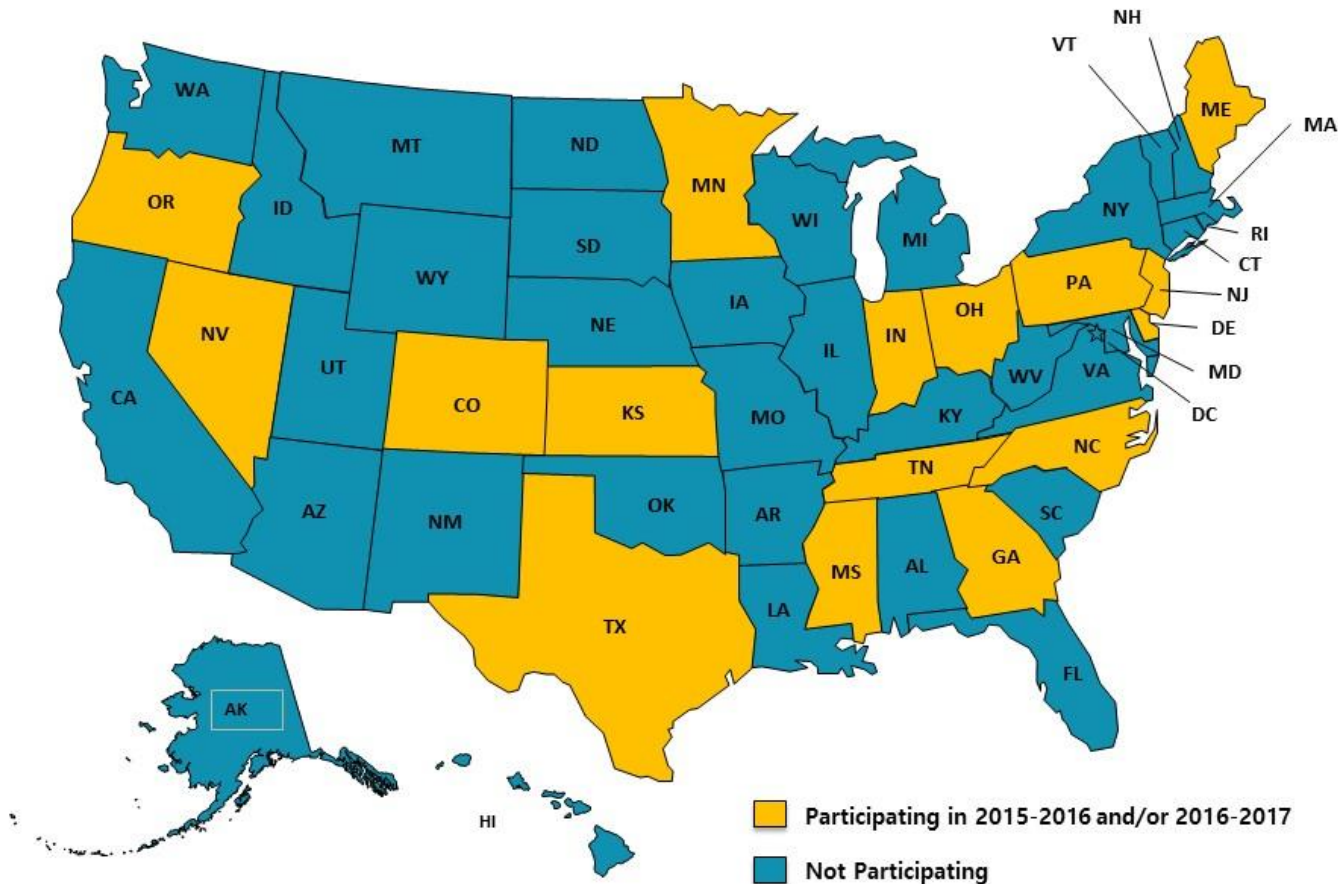 NH
VT
WA
ME
MT
ND
MA
MN
OR
ID
WI
NY
SD
MI
RI
WY
CT
PA
IA
NJ
NE
OH
NV
IN
DE
UT
IL
CA
WV
VA
MD
CO
KS
MO
KY
DC
NC
TN
AZ
NM
OK
AR
SC
MS
AL
GA
LA
TX
FL
AK
HI
Participating in 2015-2016 and/or 2016-2017
Not Participating